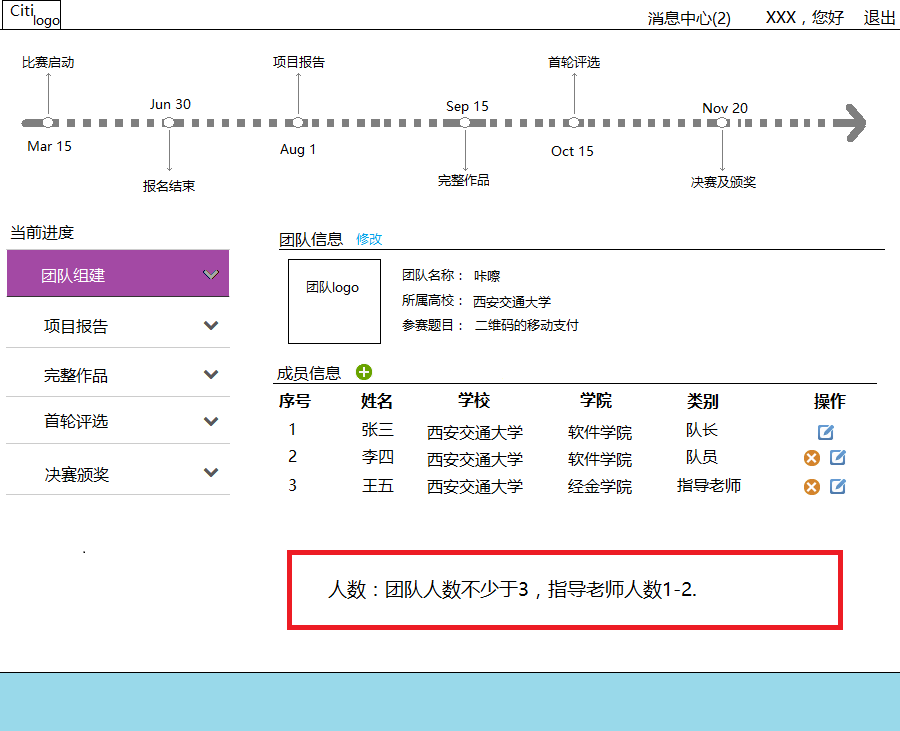 Citi
logo
消息中心(2) XXX，您好 退出
比赛启动 项目报告 首轮评选
Jun 30 Sep 15 Nov 20
Mar 15 Aug 1 Oct 15
报名结束 完整作品 决赛及颁奖
当前进度
团队组建
项目报告
完整作品
首轮评选
决赛颁奖
团队信息 修改
团队logo
团队名称： 咔嚓
所属高校： 西安交通大学
参赛题目： 二维码的移动支付
成员信息
序号 姓名 学校 学院 类别 操作
1 张三 西安交通大学 软件学院 队长
2 李四 西安交通大学 软件学院 队员
3 王五 西安交通大学 经金学院 指导老师
人数：团队人数不少于3，指导老师人数1-2.